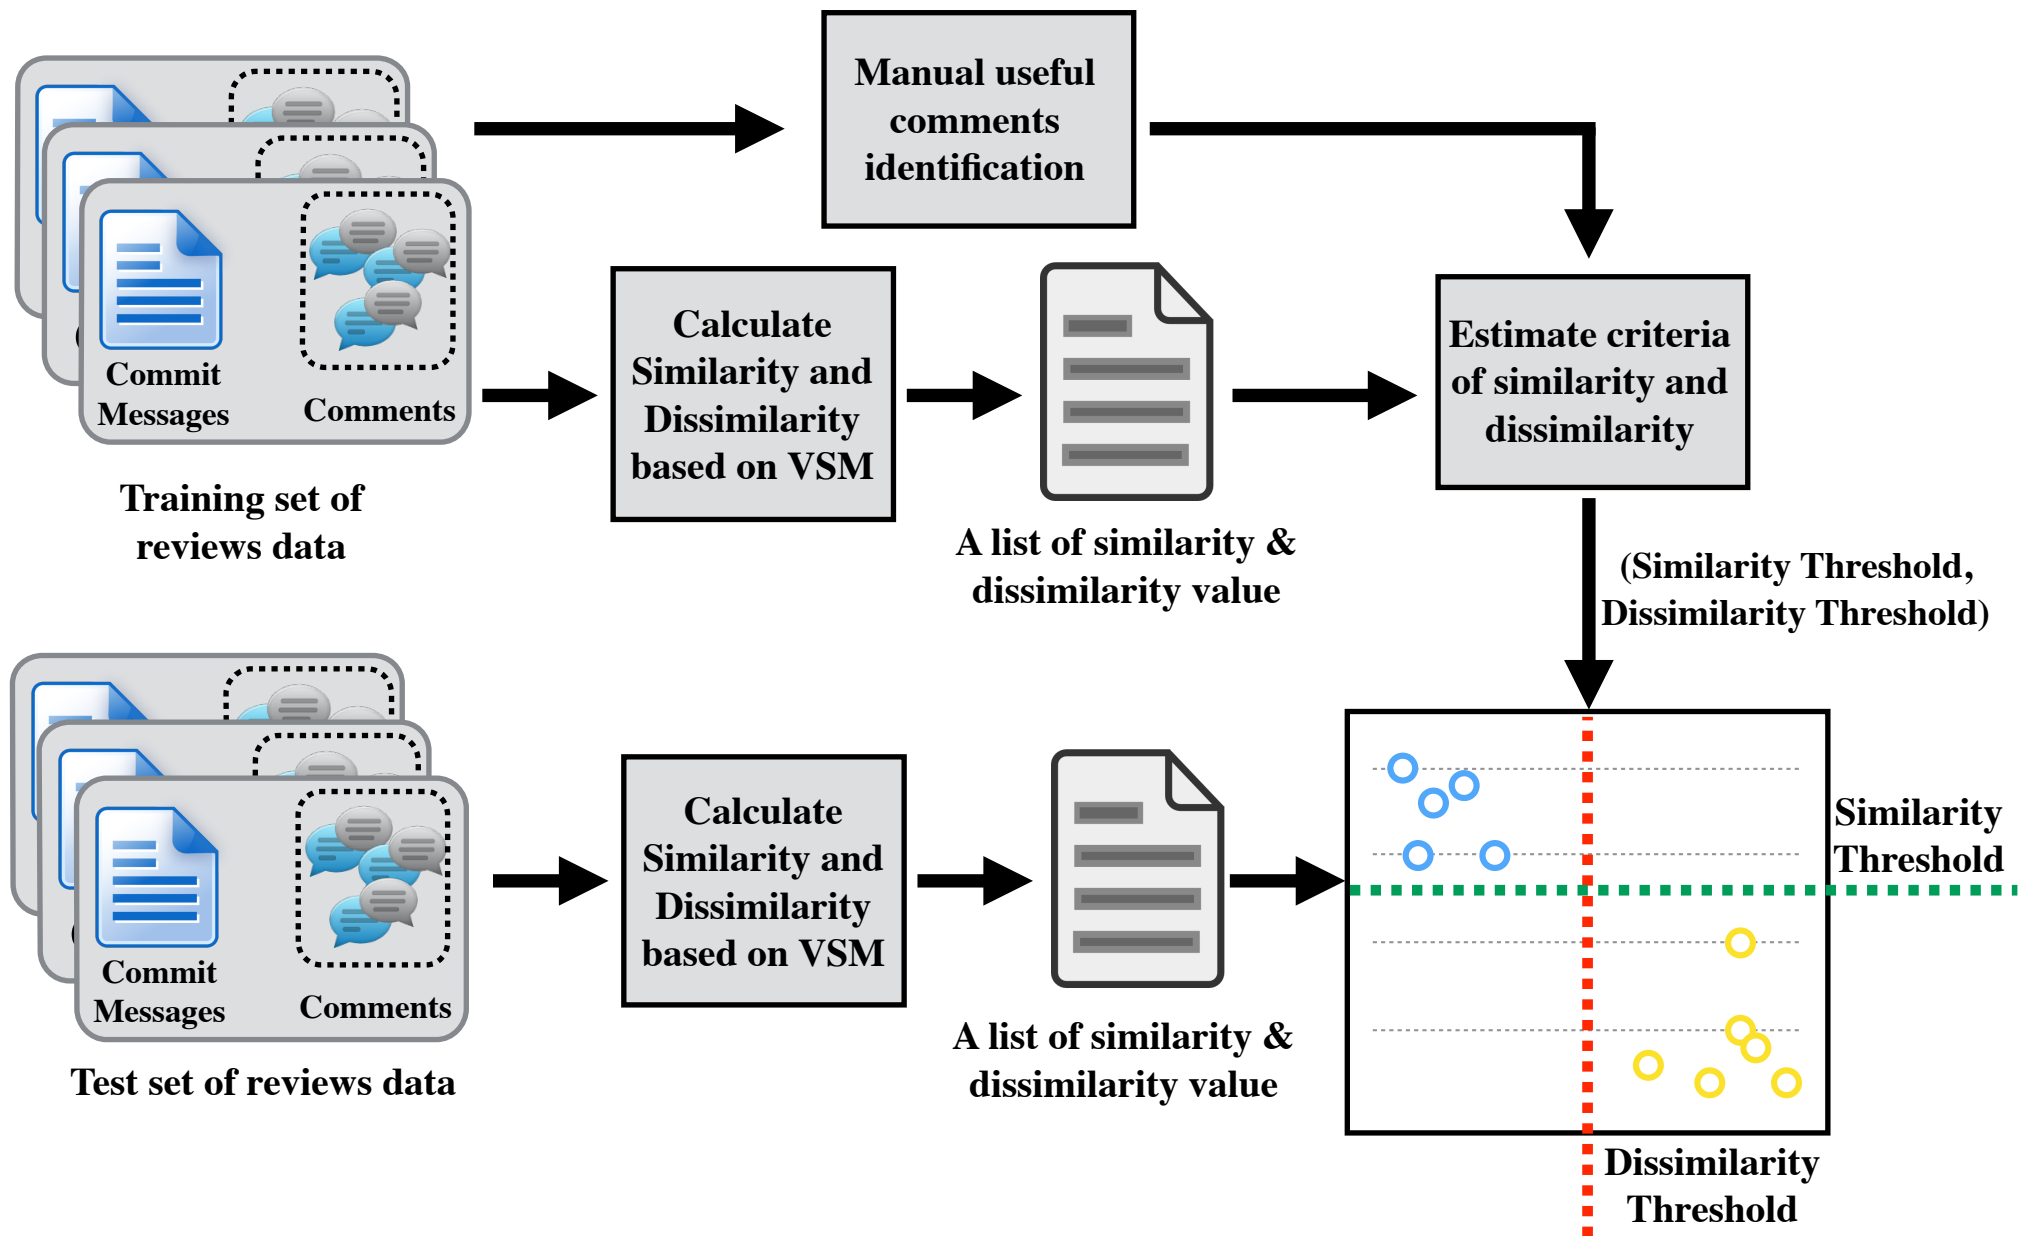 Manual useful
comments
identification
Commit
Messages
Comments
Training set of
reviews data
Calculate
Similarity and
Dissimilarity
based on VSM
A list of similarity &
dissimilarity value
Estimate criteria
of similarity and
dissimilarity
(Similarity Threshold,
Dissimilarity Threshold)
Commit
Messages
Comments
Test set of reviews data
Calculate
Similarity and
Dissimilarity
based on VSM
A list of similarity &
dissimilarity value
Similarity
Threshold
Dissimilarity
Threshold